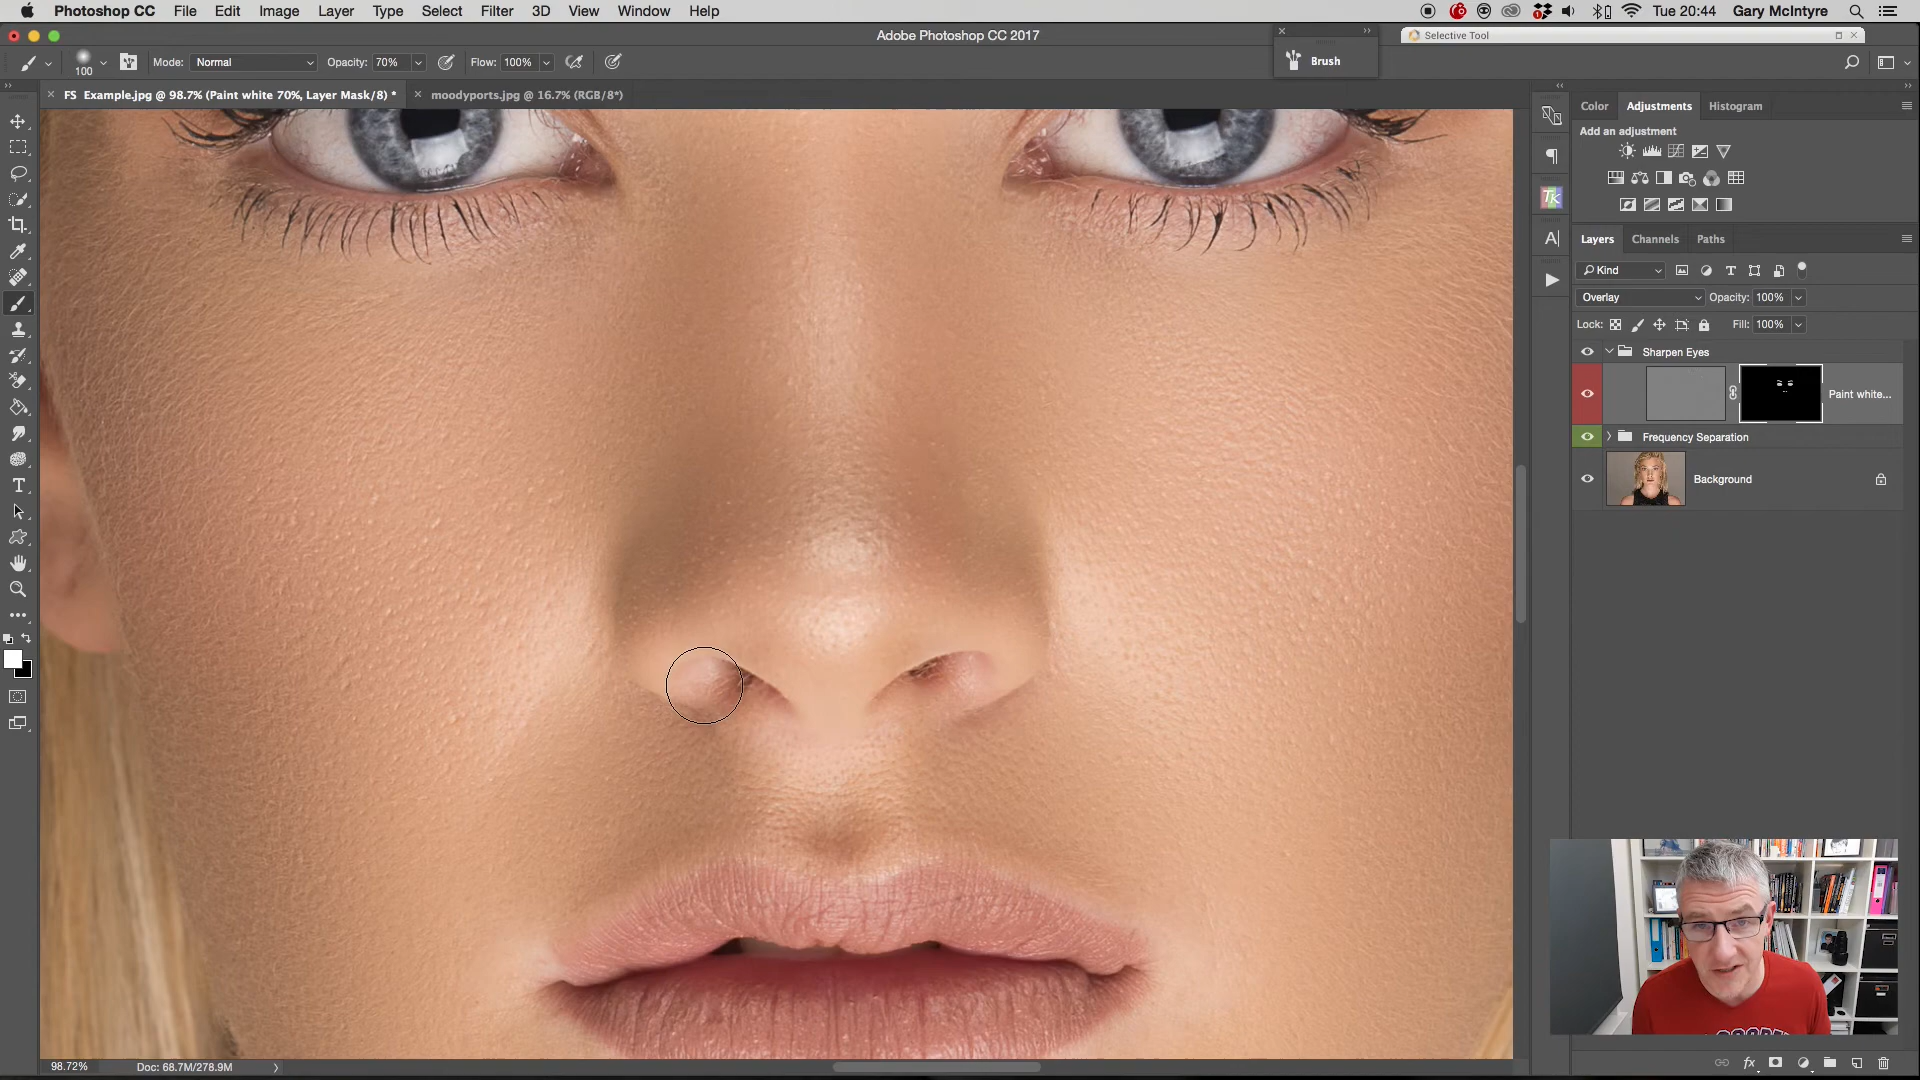 Photoshop CC File Edit Image Layer Type Select Filter 3D View Window Help
1 Tue 20:44 Gary McIntyre
Adobe Photoshop CC 2017
Selective Tool
100 Mode: Normal Opacity: 70% Flow: 100%
Brush
FS Example.jpg @ 98.7% (Paint white 70%, Layer Mask/8) *
moodyports.jpg @ 16.7% (RGB/8*)
Color Adjustments Histogram
Add an adjustment
TK
A
Layers Channels Paths
Kind
Overlay Opacity: 100%
Lock: Fill: 100%
Sharpen Eyes
Paint white...
Frequency Separation
Background
98.72% Doc: 68.7M/278.9M
fx